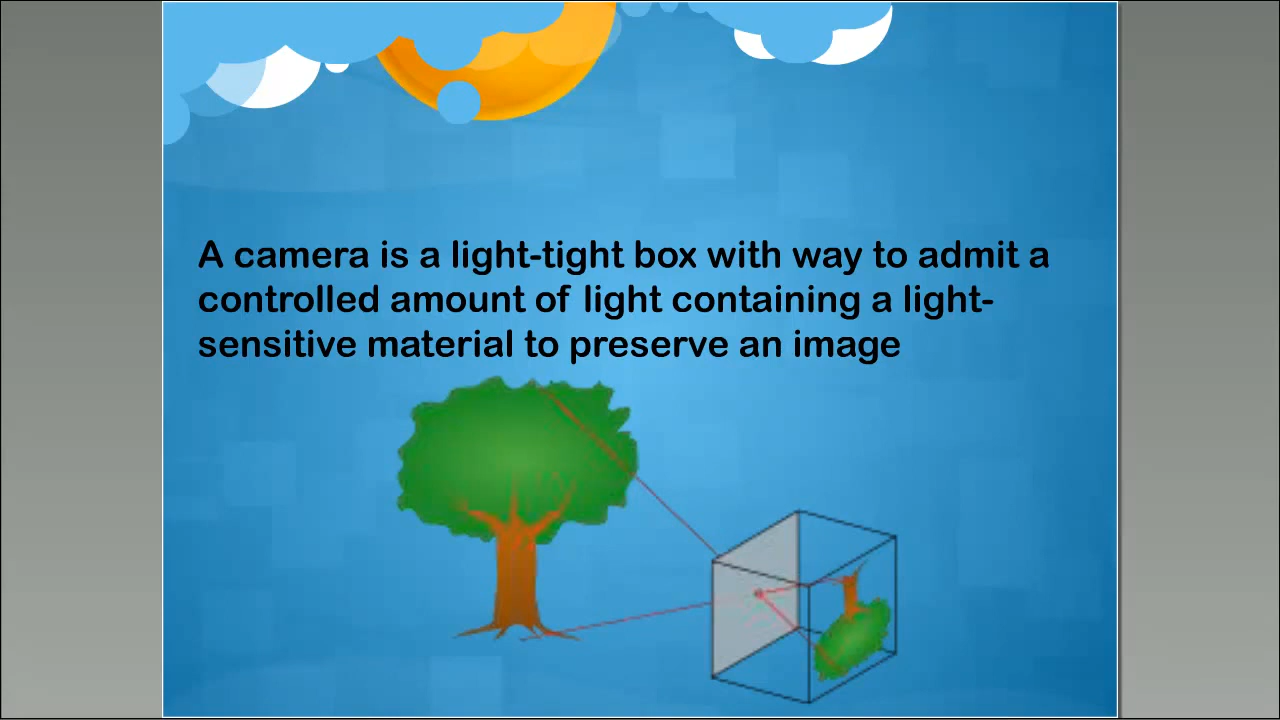 A camera is a light-tight box with way to admit a
controlled amount of light containing a light-
sensitive material to preserve an image